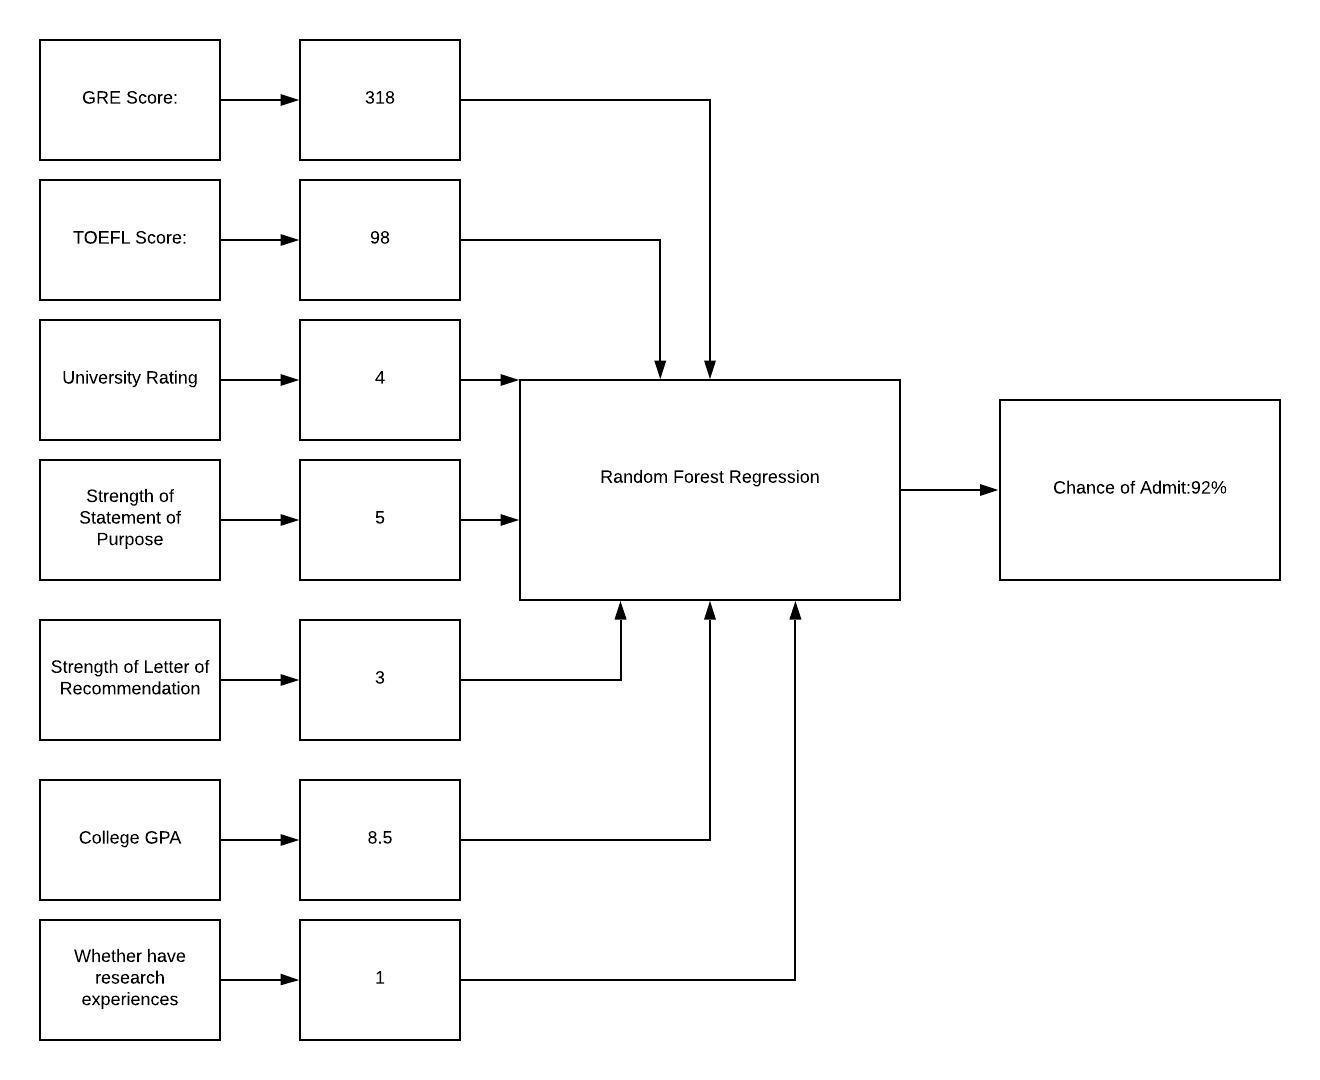 GRE Score:
318
TOEFL Score:
98
University Rating
4
Strength of
Statement of
Purpose
5
Random Forest Regression
Chance of Admit:92%
Strength of Letter of
Recommendation
3
College GPA
8.5
Whether have
research
experiences
1